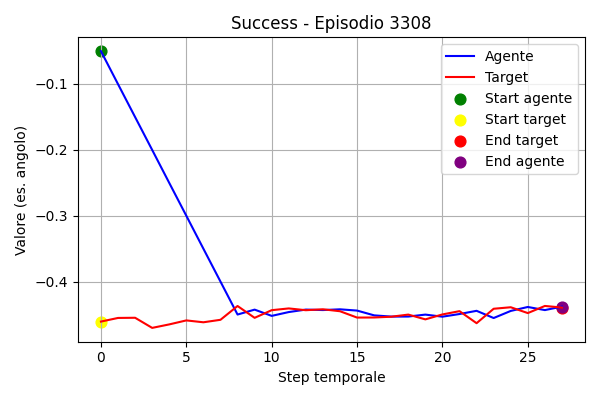 Success - Episodio 3308
Agente
Target
Start agente
Start target
End target
End agente
Valore (es. angolo)
−0.1
−0.2
−0.3
−0.4
0
5
10
15
20
25
Step temporale